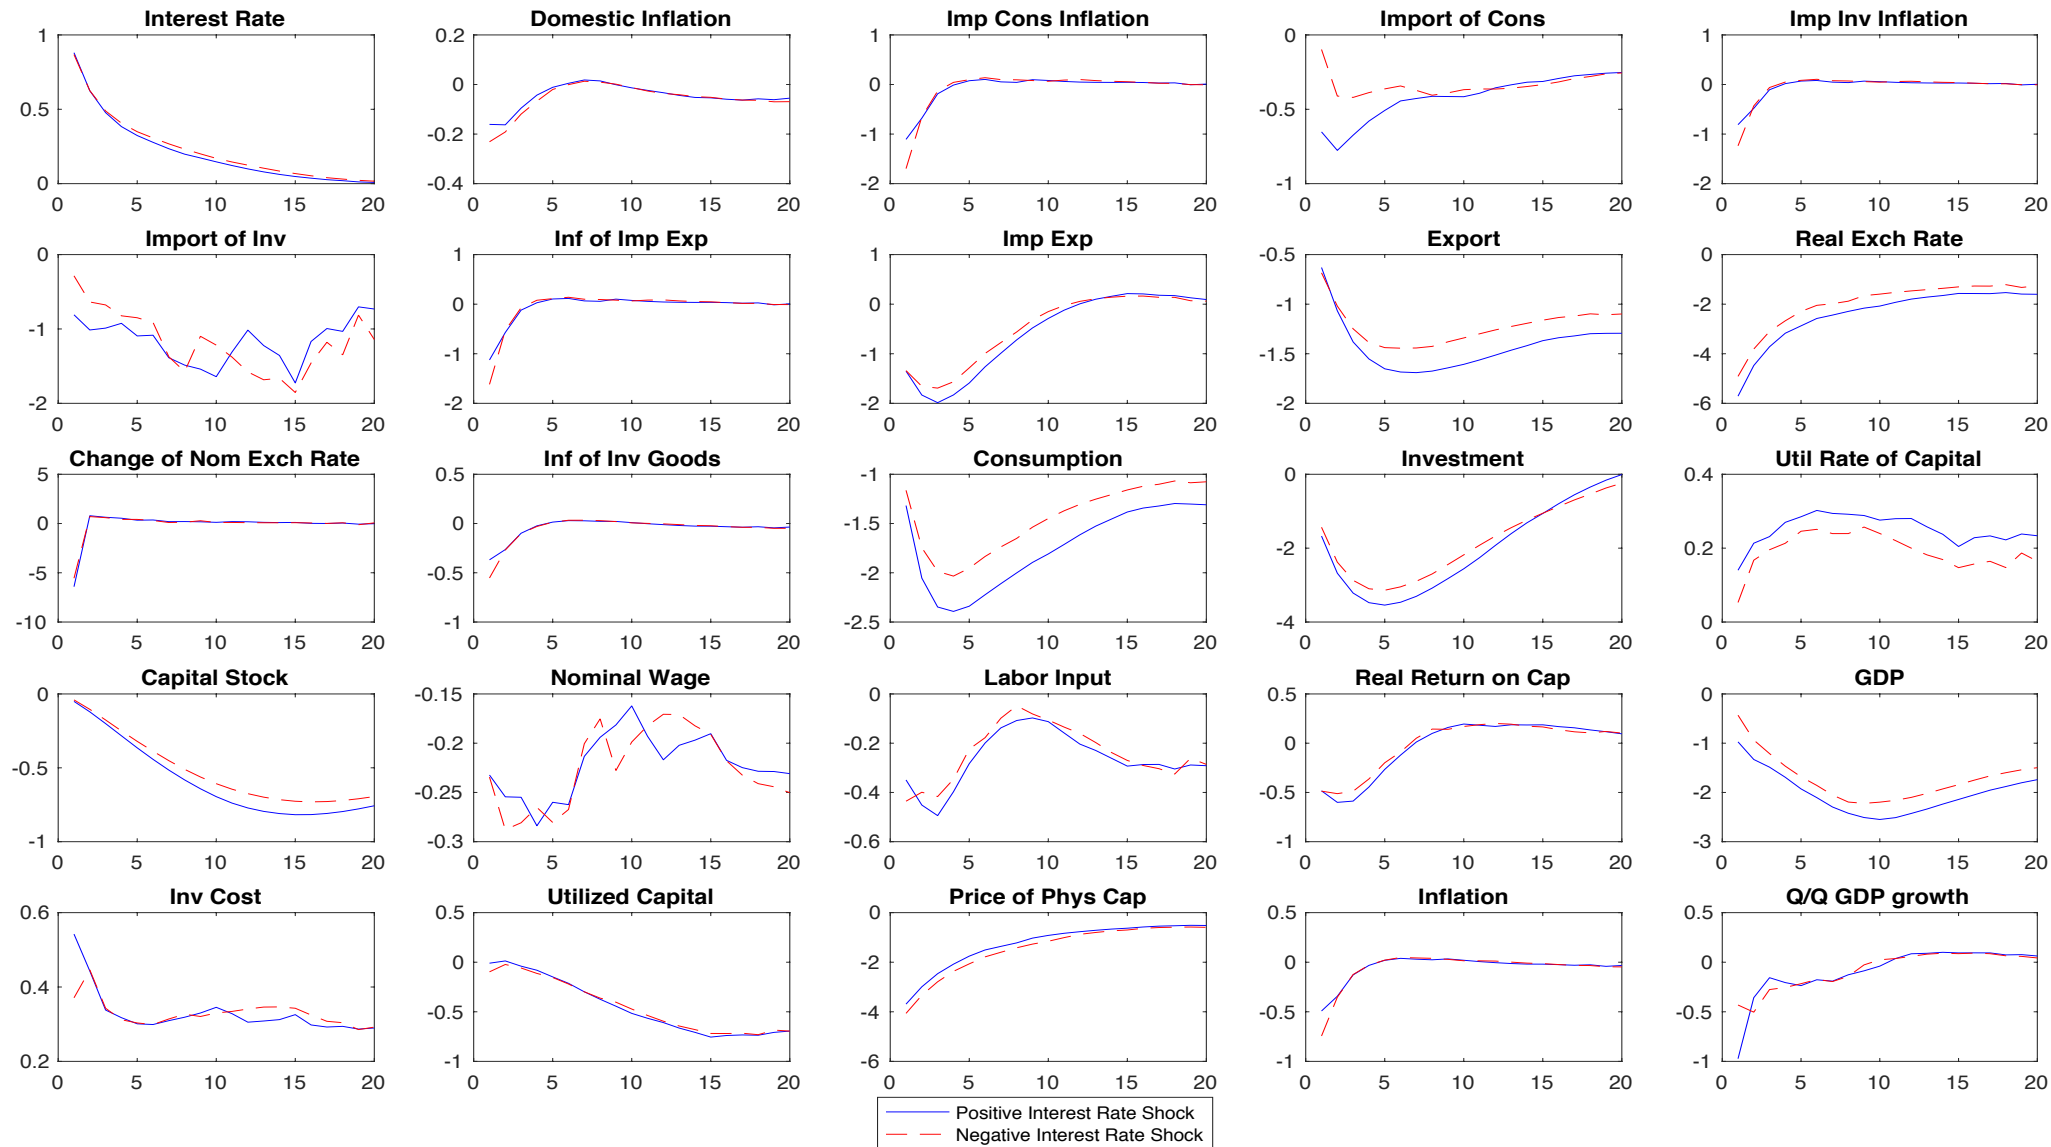 Interest Rate Domestic Inflation Imp Cons Inflation Import of Cons Imp Inv Inflation
1 0.2 1 0 1
0.5 0 0 -0.5 0
-0.2 -1 -1
0 -0.4 -2 -1 -2
0 5 10 15 20 0 5 10 15 20 0 5 10 15 20 0 5 10 15 20 0 5 10 15 20
Import of Inv Inf of Imp Exp Imp Exp Export Real Exch Rate
0 1 1 -0.5 0
0 0 -1 -2
-1 -1 -1 -1.5 -4
-2 -2 -2 -2 -6
0 5 10 15 20 0 5 10 15 20 0 5 10 15 20 0 5 10 15 20 0 5 10 15 20
Change of Nom Exch Rate Inf of Inv Goods Consumption Investment Util Rate of Capital
5 0.5 -1 0 0.4
0 0 -1.5 -2 0.2
-5 -0.5 -2
-10 -1 -2.5 -4 0
0 5 10 15 20 0 5 10 15 20 0 5 10 15 20 0 5 10 15 20 0 5 10 15 20
Capital Stock Nominal Wage Labor Input Real Return on Cap GDP
0 -0.15 0 0.5 0
-0.5 -0.2 -0.2 0 -1
-0.25 -0.4 -0.5 -2
-1 -0.3 -0.6 -1 -3
0 5 10 15 20 0 5 10 15 20 0 5 10 15 20 0 5 10 15 20 0 5 10 15 20
Inv Cost Utilized Capital Price of Phys Cap Inflation Q/Q GDP growth
0.6 0.5 0 0.5 0.5
0.4 0 -2 0 0
-0.5 -4 -0.5 -0.5
0.2 -1 -6 -1 -1
0 5 10 15 20 0 5 10 15 20 0 5 10 15 20 0 5 10 15 20 0 5 10 15 20
Positive Interest Rate Shock
Negative Interest Rate Shock